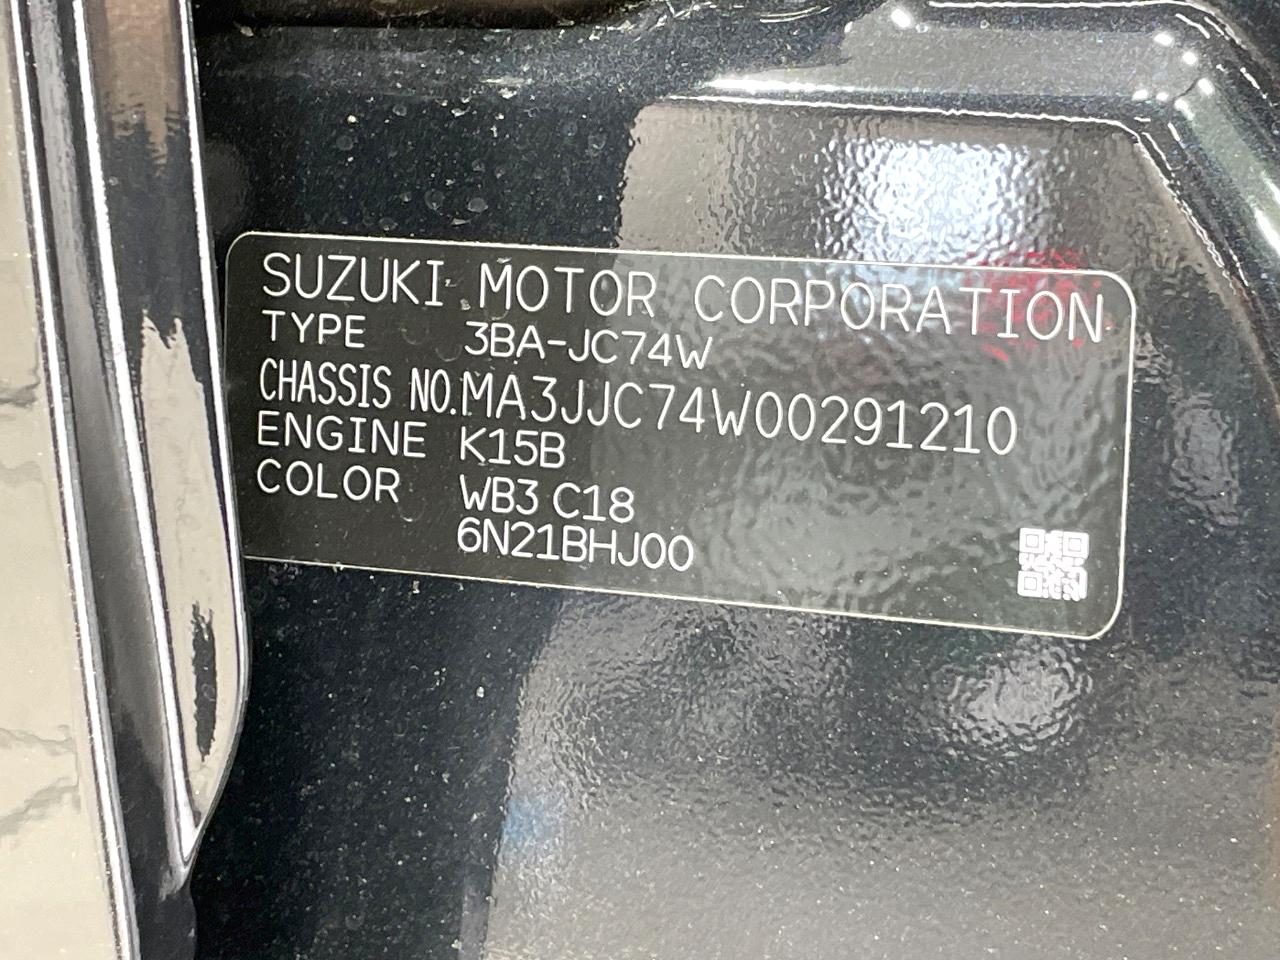 SUZUKI MOTOR CORPORATION
TYPE 3BA-JC74W
CHASSIS NO. MA3JJC74W00291210
ENGINE K15B
COLOR WB3 C18
6N21BHJ00